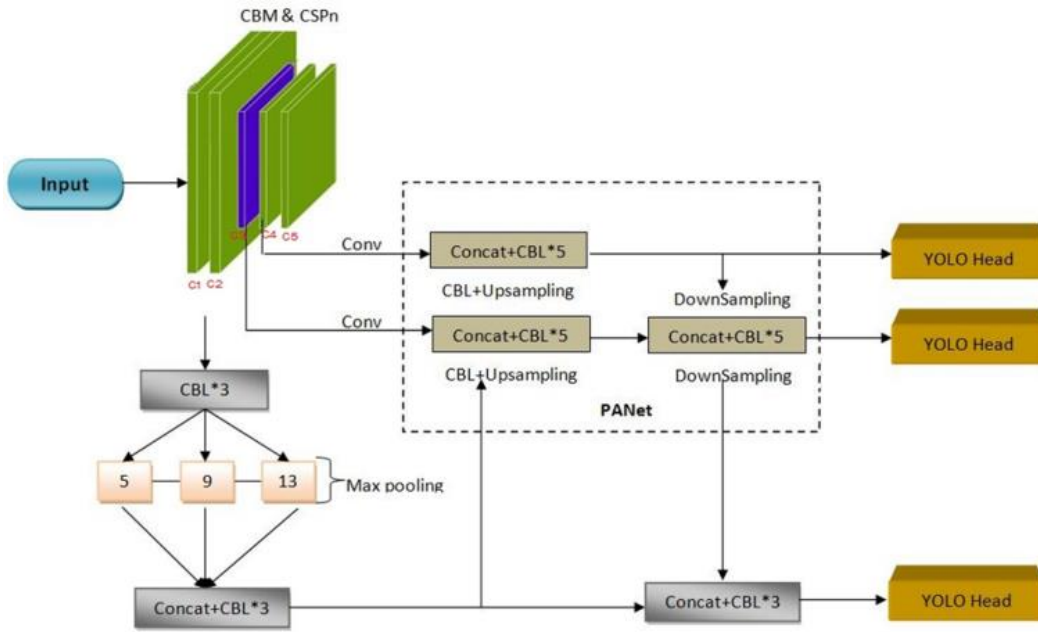 CBM & CSPn
Input
C1
C2
C3
C4
C5
Conv
Concat+CBL*5
YOLO Head
CBL+Upsampling
DownSampling
Conv
Concat+CBL*5
Concat+CBL*5
YOLO Head
CBL+Upsampling
DownSampling
PANet
CBL*3
5
9
13
Max pooling
Concat+CBL*3
Concat+CBL*3
YOLO Head